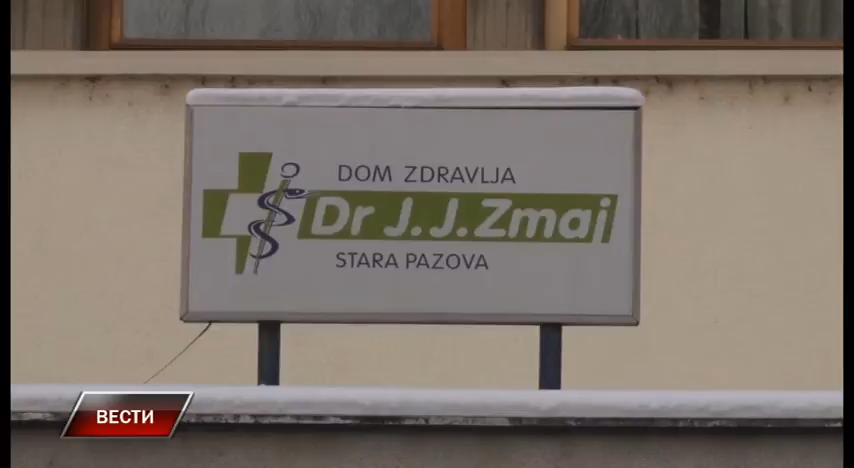 DOM ZDRAVLJA
Dr J. J. Zmaj
STARA PAZOVA
ВЕСТИ